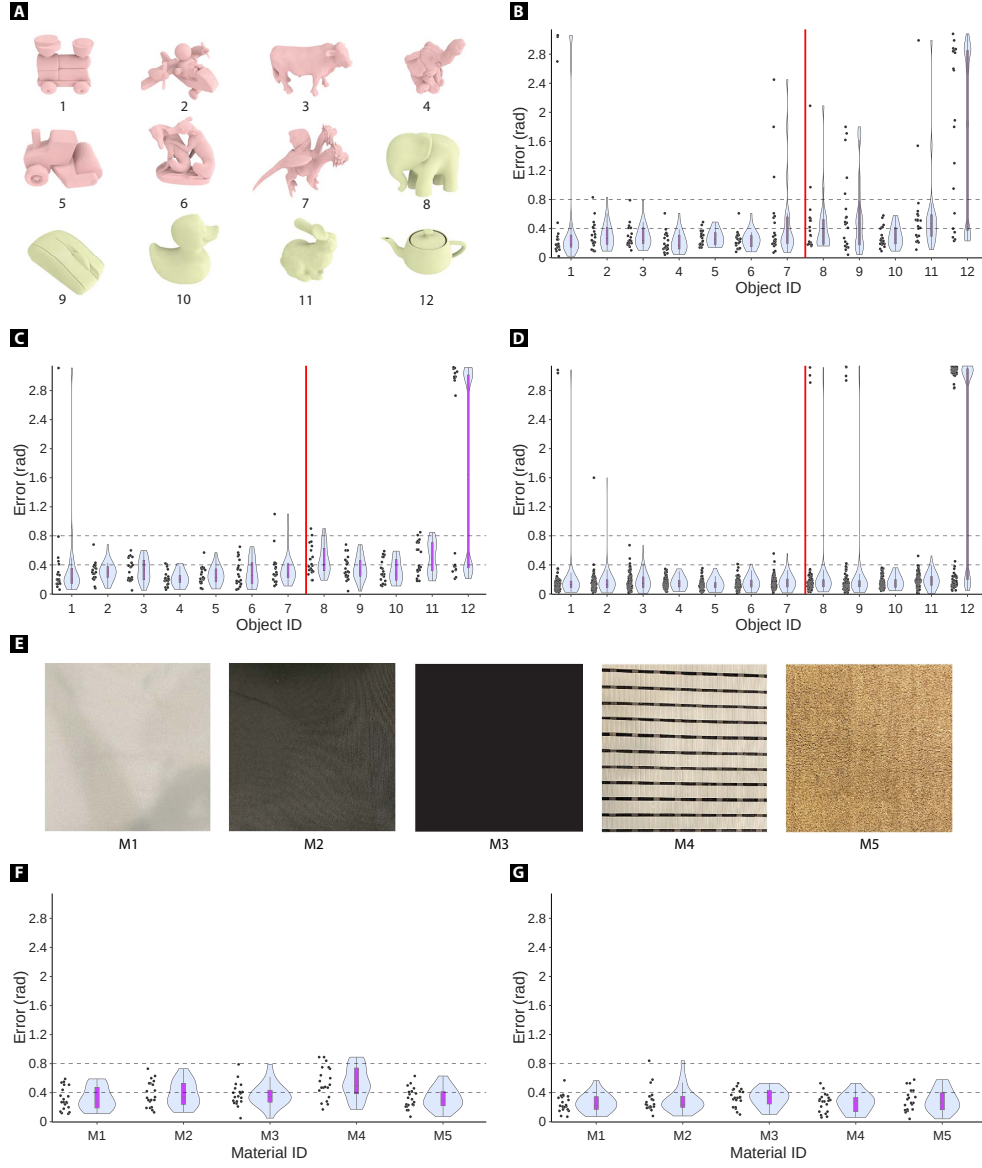 A
1
2
3
4
5
6
7
8
9
10
11
12
B
Error (rad)
2.8
2.4
2
1.6
1.2
0.8
0.4
0
1 2 3 4 5 6 7 8 9 10 11 12
Object ID
C
Error (rad)
2.8
2.4
2
1.6
1.2
0.8
0.4
0
1 2 3 4 5 6 7 8 9 10 11 12
Object ID
D
Error (rad)
2.8
2.4
2
1.6
1.2
0.8
0.4
0
1 2 3 4 5 6 7 8 9 10 11 12
Object ID
E
M1 M2 M3 M4 M5
F
Error (rad)
2.8
2.4
2
1.6
1.2
0.8
0.4
0
M1 M2 M3 M4 M5
Material ID
G
Error (rad)
2.8
2.4
2
1.6
1.2
0.8
0.4
0
M1 M2 M3 M4 M5
Material ID